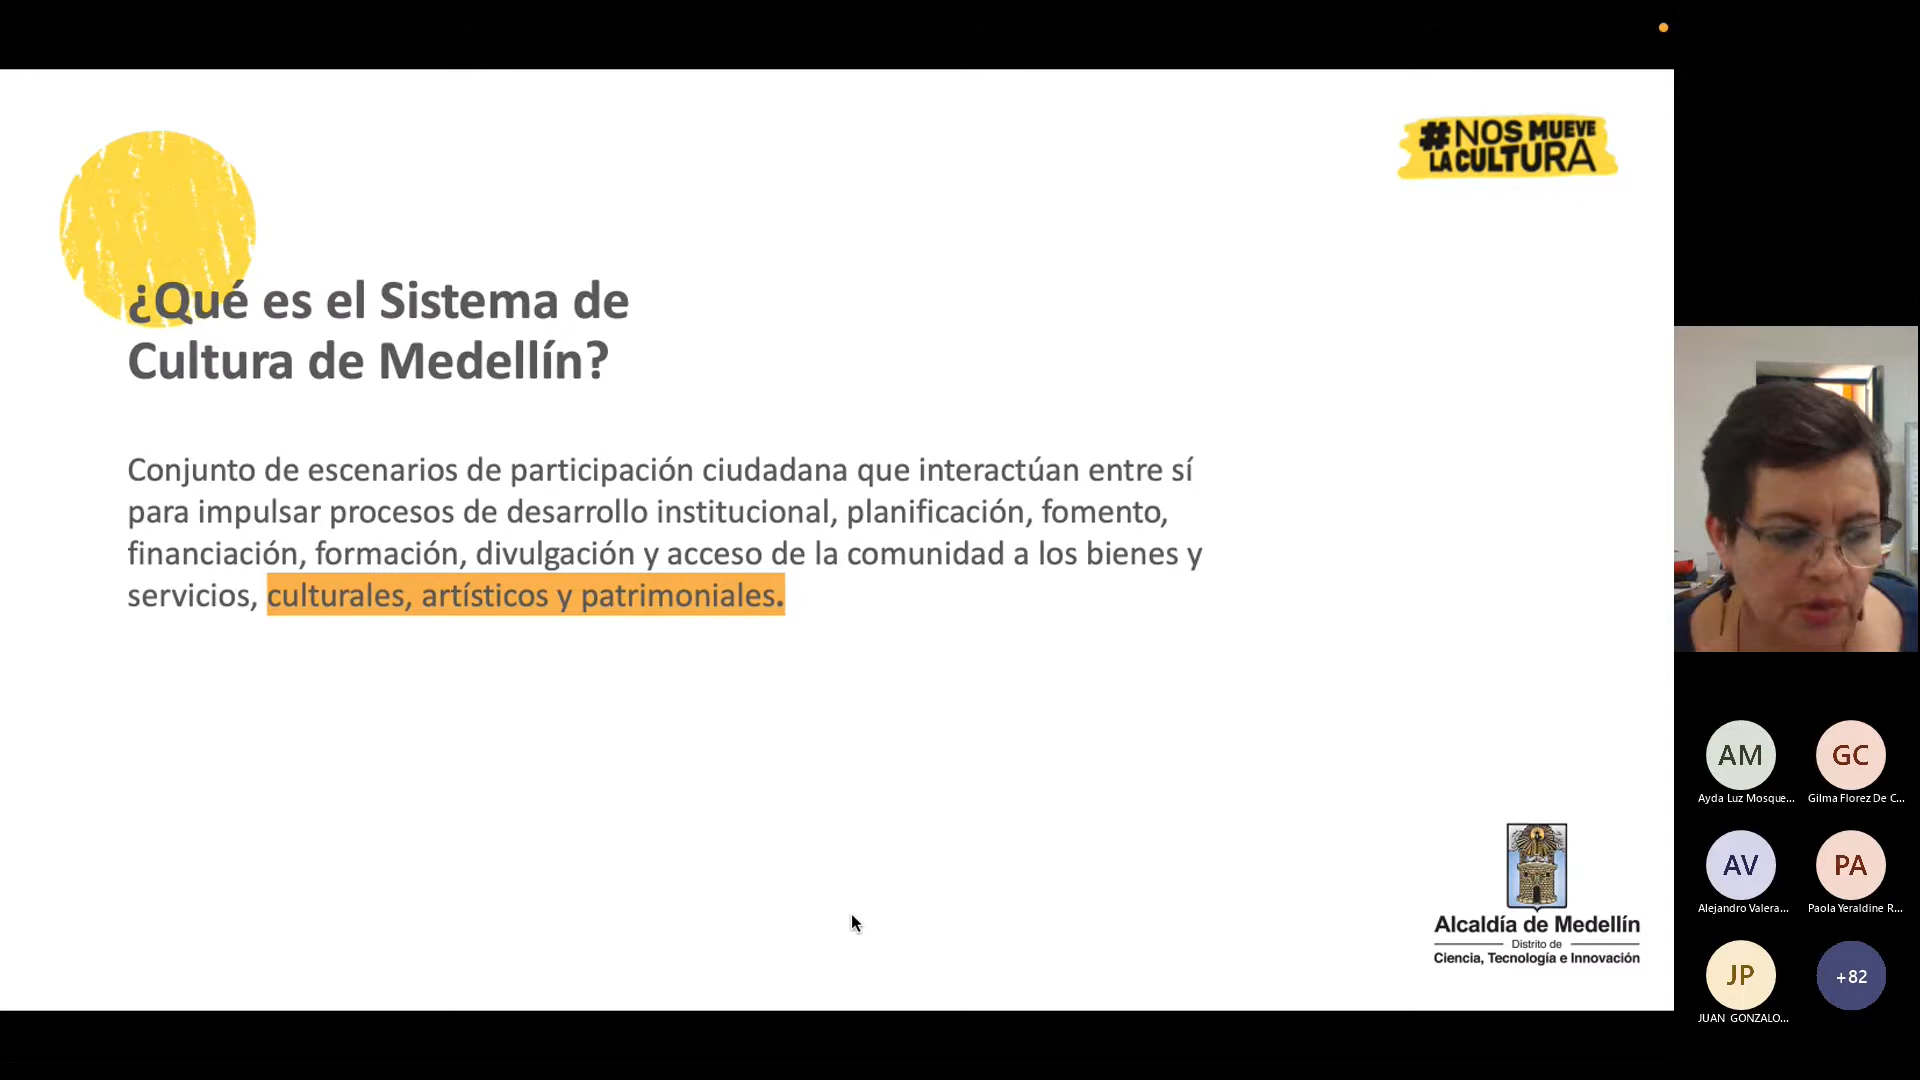 #NOS MUEVE
LA CULTURA
¿Qué es el Sistema de
Cultura de Medellín?
Conjunto de escenarios de participación ciudadana que interactúan entre sí
para impulsar procesos de desarrollo institucional, planificación, fomento,
financiación, formación, divulgación y acceso de la comunidad a los bienes y
servicios, culturales, artísticos y patrimoniales.
Alcaldía de Medellín
Distrito de
Ciencia, Tecnología e Innovación
AM
Ayda Luz Mosque...
GC
Gilma Florez De C...
AV
Alejandro Valera...
PA
Paola Yeraldine R...
JP
JUAN GONZALO...
+82